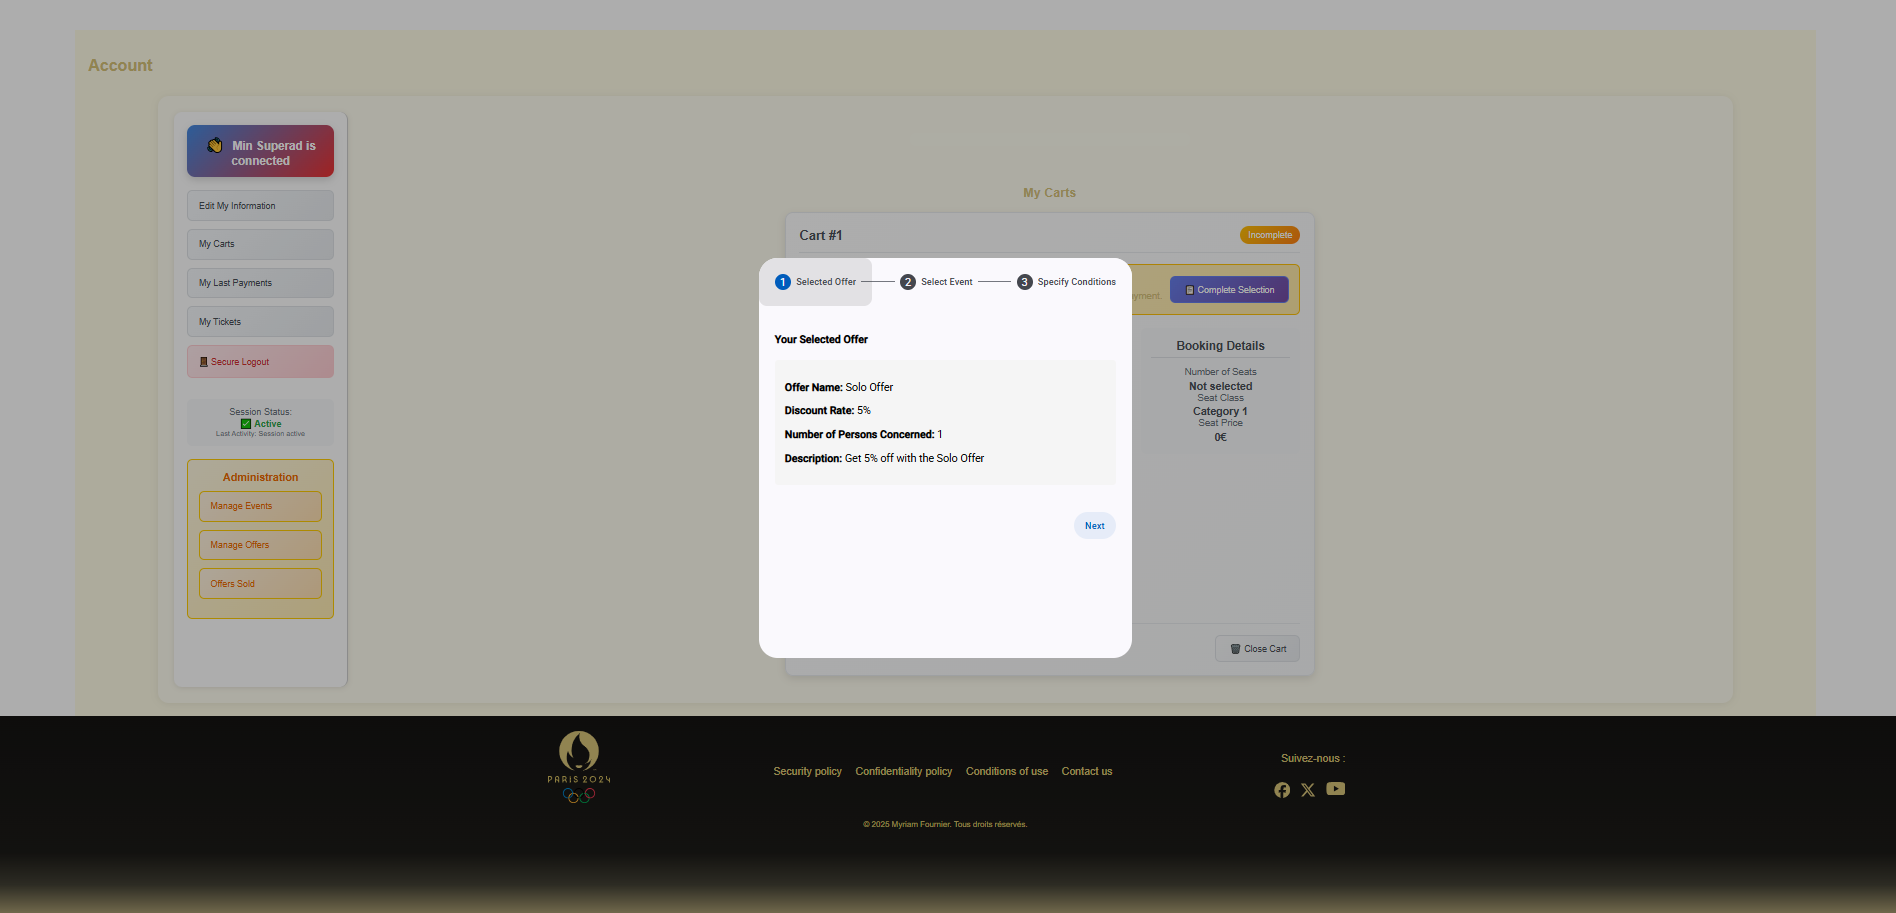 Account
Min Superad is
connected
Edit My Information
My Carts
My Last Payments
My Tickets
Secure Logout
Session Status:
Active
Last Activity: Session active
Administration
Manage Events
Manage Offers
Offers Sold
My Carts
Cart #1
Incomplete
Complete Selection
Booking Details
Number of Seats
Not selected
Seat Class
Category 1
Seat Price
0€
Close Cart
1 Selected Offer
2 Select Event
3 Specify Conditions
Your Selected Offer
Offer Name: Solo Offer
Discount Rate: 5%
Number of Persons Concerned: 1
Description: Get 5% off with the Solo Offer
Next
PARIS 2024
Security policy Confidentiality policy Conditions of use Contact us
Suivez-nous :
© 2025 Myriam Fournier. Tous droits réservés.